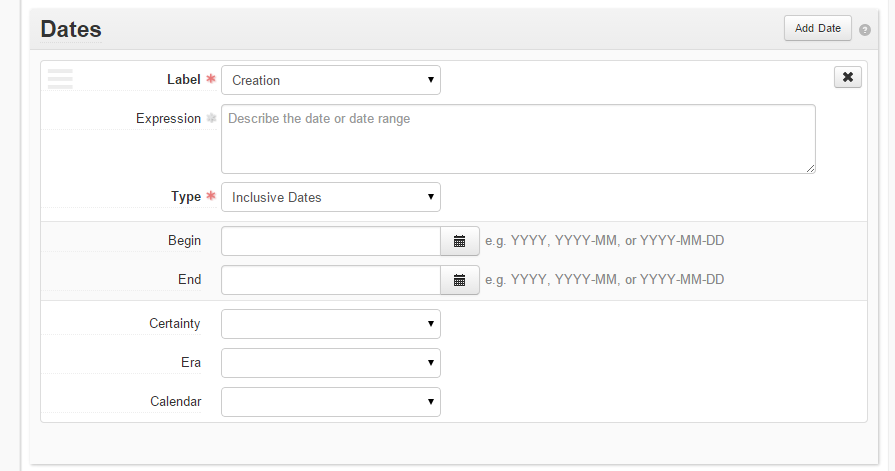 Dates
Add Date ?
Label * Creation
Expression * Describe the date or date range
Type * Inclusive Dates
Begin e.g. YYYY, YYYY-MM, or YYYY-MM-DD
End e.g. YYYY, YYYY-MM, or YYYY-MM-DD
Certainty
Era
Calendar